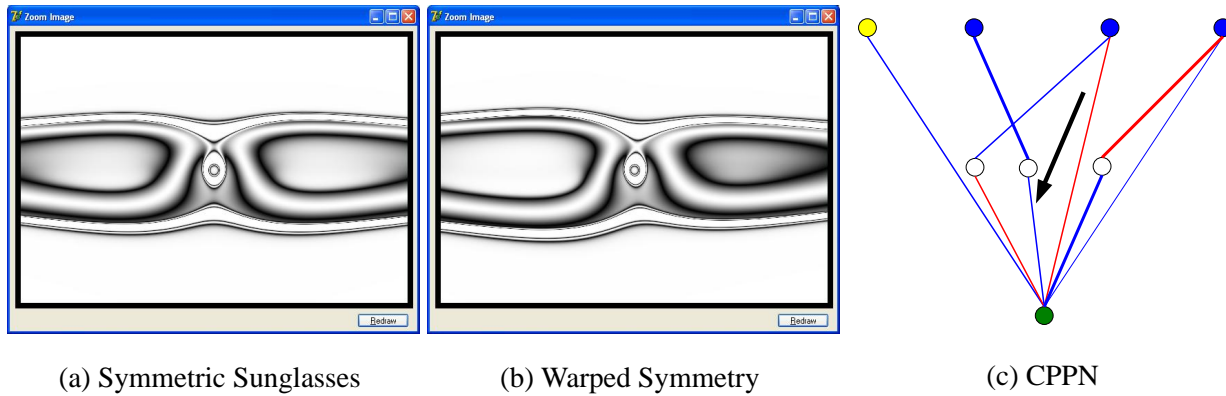 Zoom Image
Redraw
Zoom Image
Redraw
(a) Symmetric Sunglasses
(b) Warped Symmetry
(c) CPPN